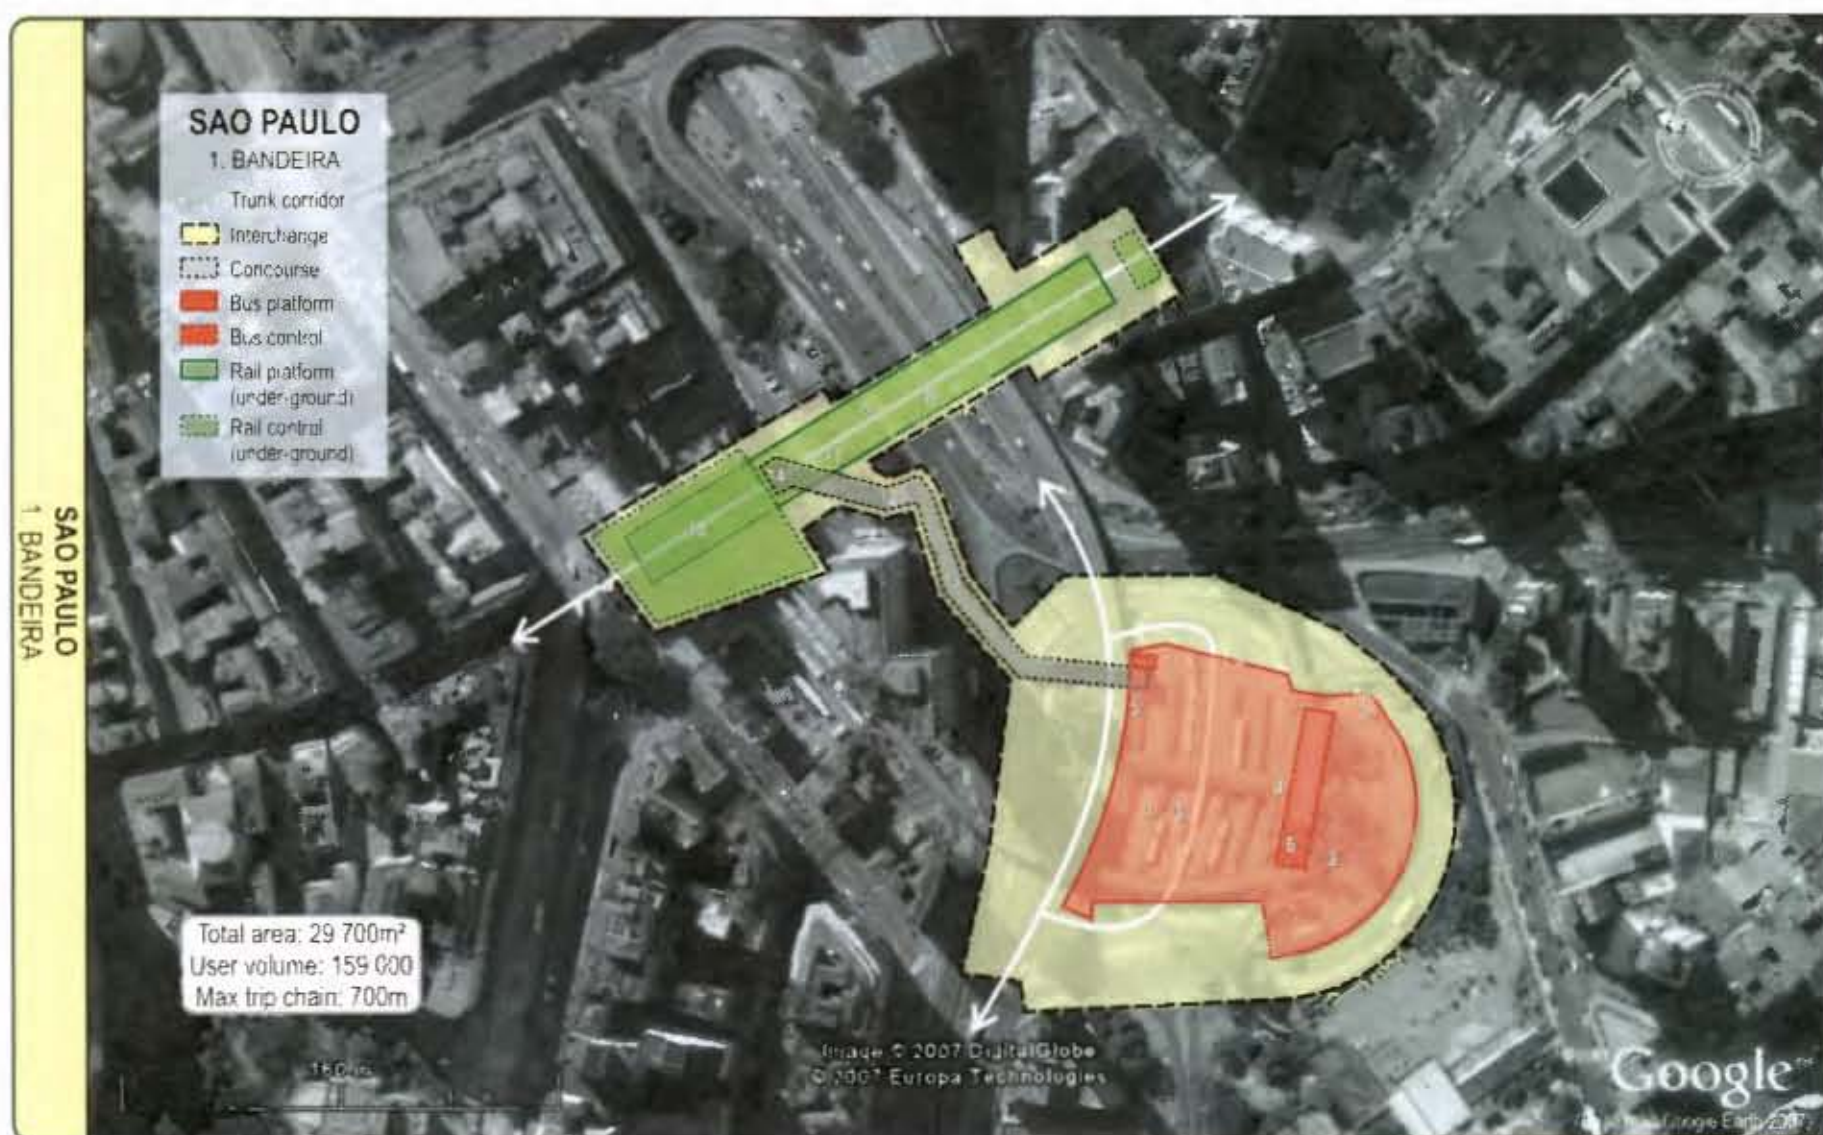 SAO PAULO
1. BANDEIRA
SAO PAULO
1. BANDEIRA
Trunk corridor
Interchange
Concourse
Bus platform
Bus control
Rail platform
(under-ground)
Rail control
(under-ground)
Total area: 29 700m²
User volume: 159 000
Max trip chain: 700m
Image © 2007 DigitalGlobe
© 2007 Europa Technologies
Google™